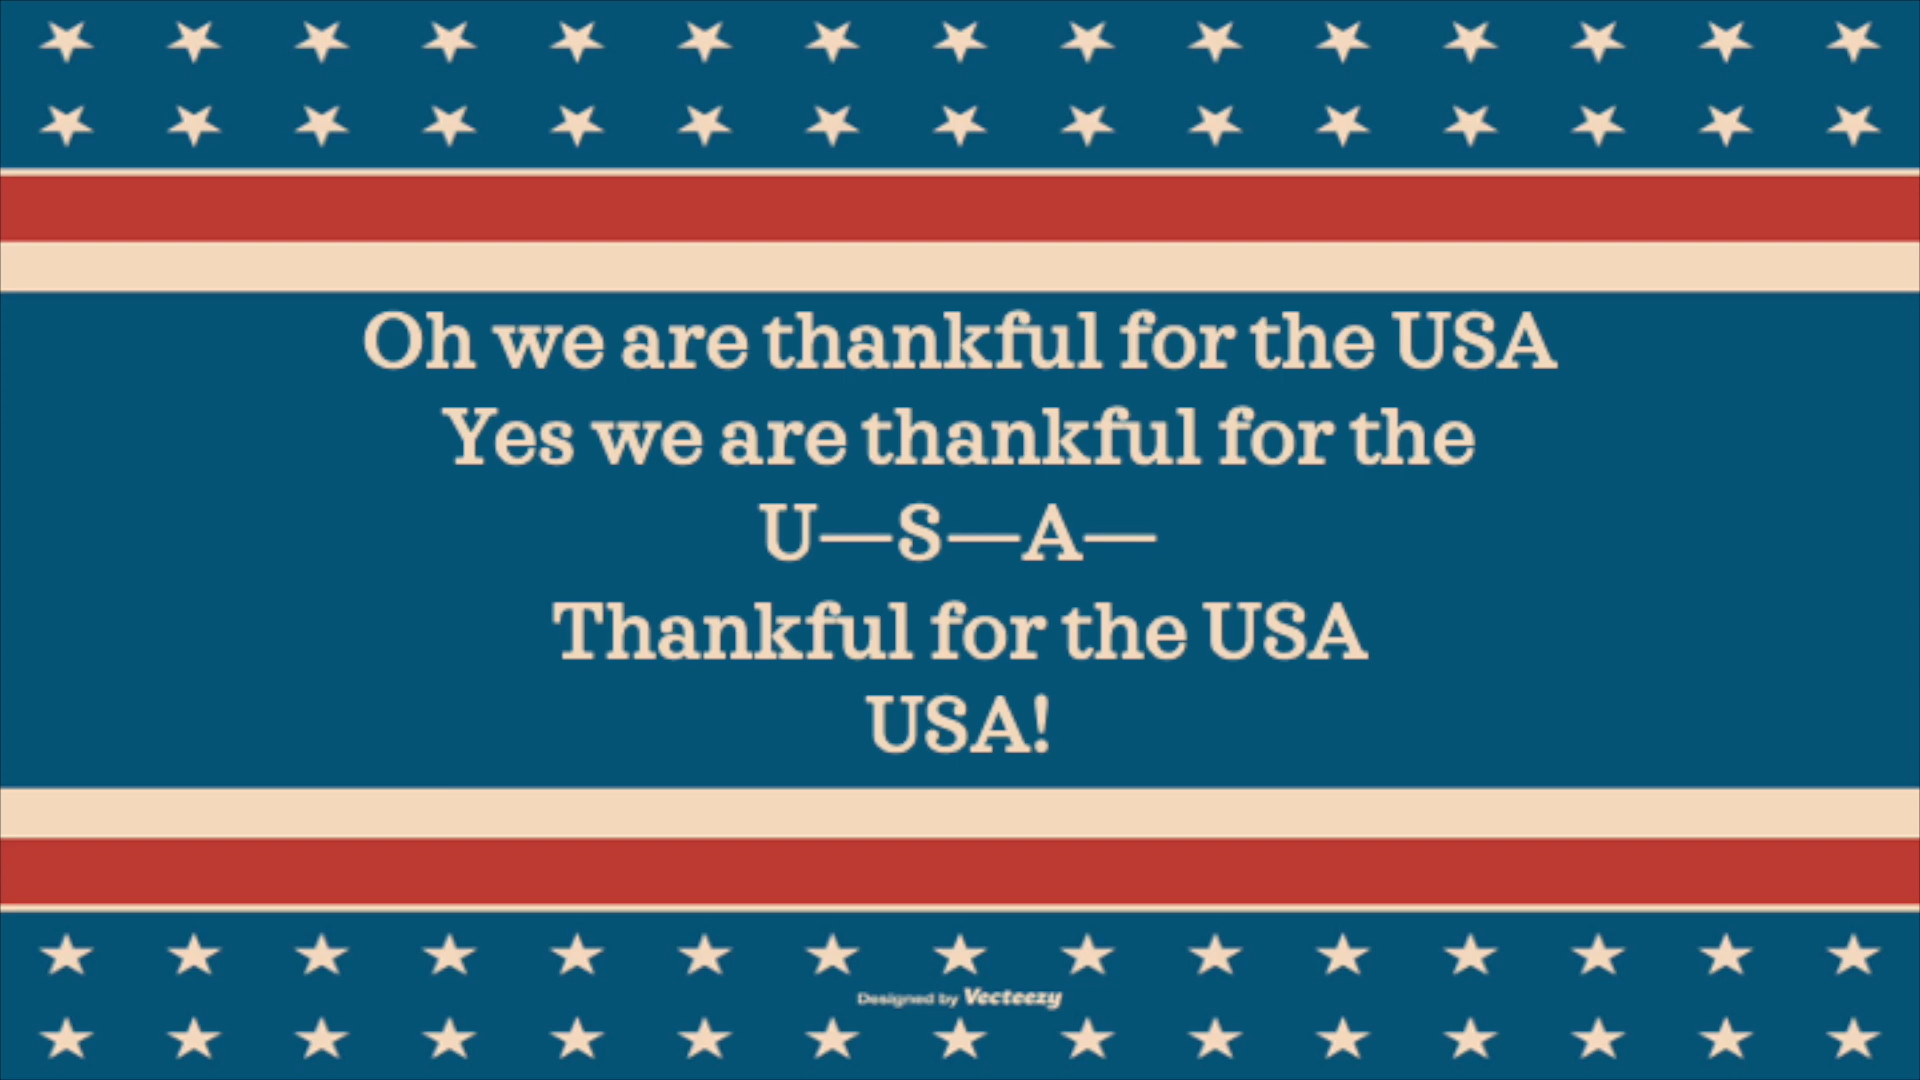 Oh we are thankful for the USA
Yes we are thankful for the
U—S—A—
Thankful for the USA
USA!
Designed by Vecteezy